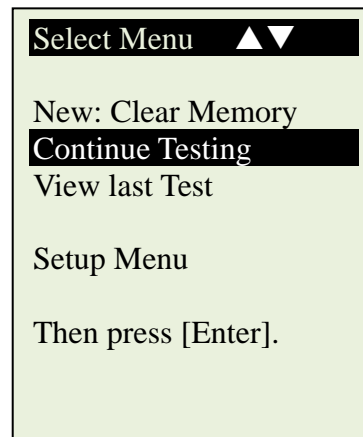 Select Menu ▲▼
New: Clear Memory
Continue Testing
View last Test
Setup Menu
Then press [Enter].